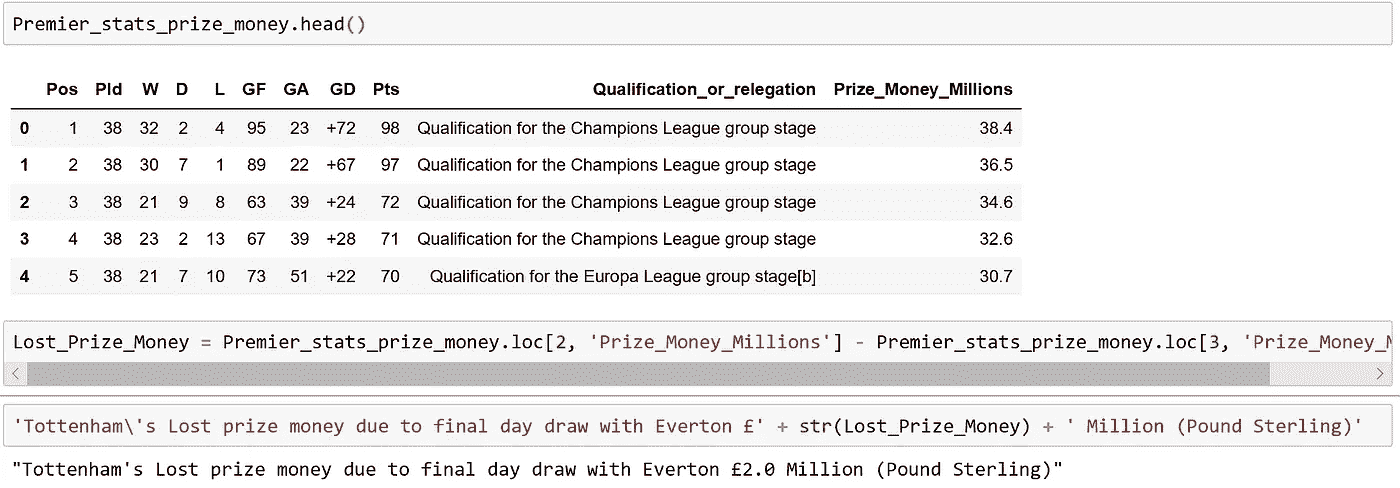 Premier_stats_prize_money.head()
Pos Pld W D L GF GA GD Pts Qualification_or_relegation Prize_Money_Millions
0 1 38 32 2 4 95 23 +72 98 Qualification for the Champions League group stage 38.4
1 2 38 30 7 1 89 22 +67 97 Qualification for the Champions League group stage 36.5
2 3 38 21 9 8 63 39 +24 72 Qualification for the Champions League group stage 34.6
3 4 38 23 2 13 67 39 +28 71 Qualification for the Champions League group stage 32.6
4 5 38 21 7 10 73 51 +22 70 Qualification for the Europa League group stage[b] 30.7
Lost_Prize_Money = Premier_stats_prize_money.loc[2, 'Prize_Money_Millions'] - Premier_stats_prize_money.loc[3, 'Prize_Money_M
'Tottenham\'s Lost prize money due to final day draw with Everton £' + str(Lost_Prize_Money) + ' Million (Pound Sterling)'
"Tottenham's Lost prize money due to final day draw with Everton £2.0 Million (Pound Sterling)"